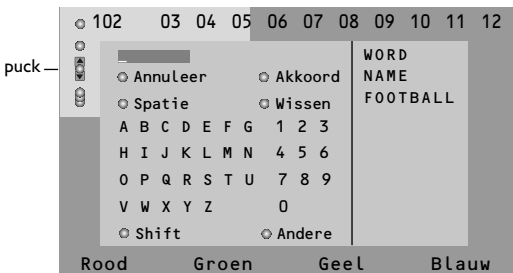 102 03 04 05 06 07 08 09 10 11 12
puck
Annuleer Akkoord
Spatie Wissen
A B C D E F G 1 2 3
H I J K L M N 4 5 6
O P Q R S T U 7 8 9
V W X Y Z 0
Shift Andere
WORD
NAME
FOOTBALL
Rood Groen Geel Blauw